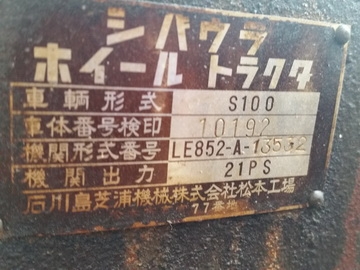 シバウラ
ホイールトラクタ
車輌形式 S100
車体番号検印 10192
機関形式番号 LE852-A-13532
機関出力 21PS
石川島芝浦機械株式会社松本工場